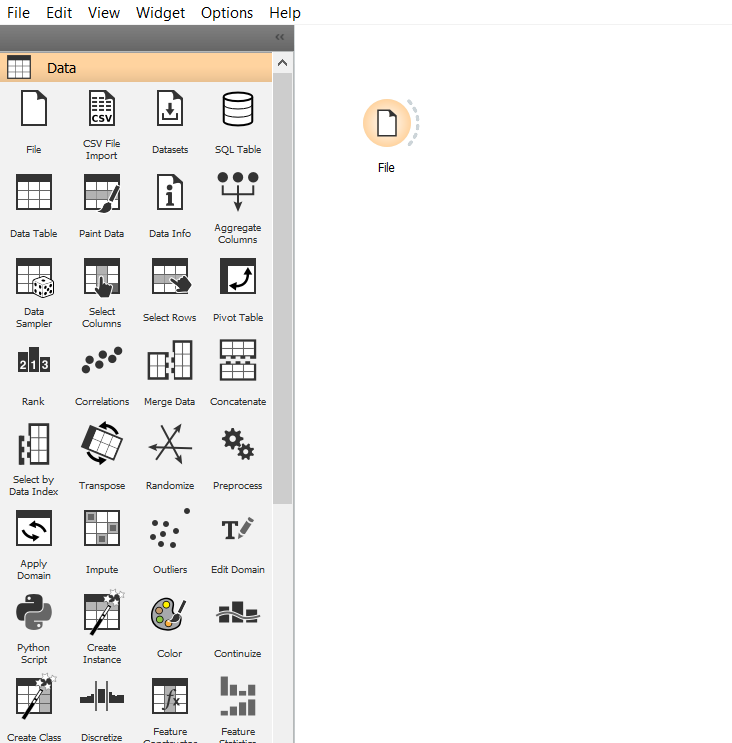 File Edit View Widget Options Help
«
Data
File
CSV
CSV File
Import
Datasets
SQL Table
Data Table
Paint Data
Data Info
Aggregate
Columns
Data
Sampler
Select
Columns
Select Rows
Pivot Table
2 1 3
Rank
Correlations
Merge Data
Concatenate
Select by
Data Index
Transpose
Randomize
Preprocess
Apply
Domain
Impute
Outliers
T
Edit Domain
Python
Script
Create
Instance
Color
Continuize
Create Class
Discretize
fx
Feature
Constructor
Feature
Statistics
File